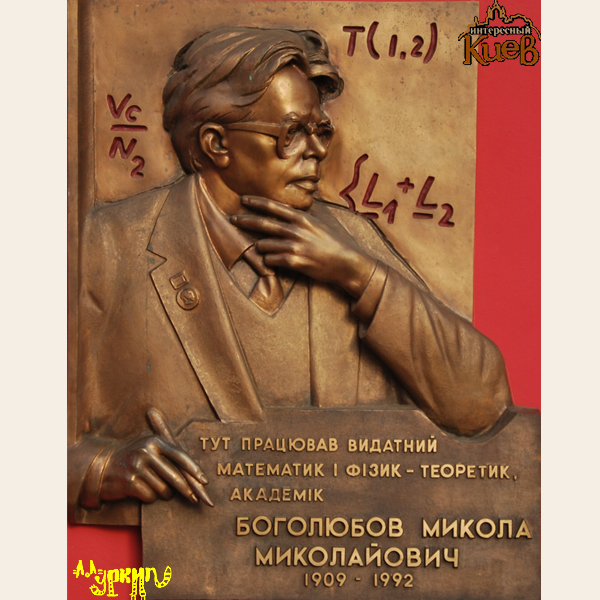 интересный
Киев
T(1,2)
Vc
N2
{L1+L2
ТУТ ПРАЦЮВАВ ВИДАТНИЙ
МАТЕМАТИК І ФІЗИК - ТЕОРЕТИК,
АКАДЕМІК
БОГОЛЮБОВ МИКОЛА
МИКОЛАЙОВИЧ
1909 - 1992